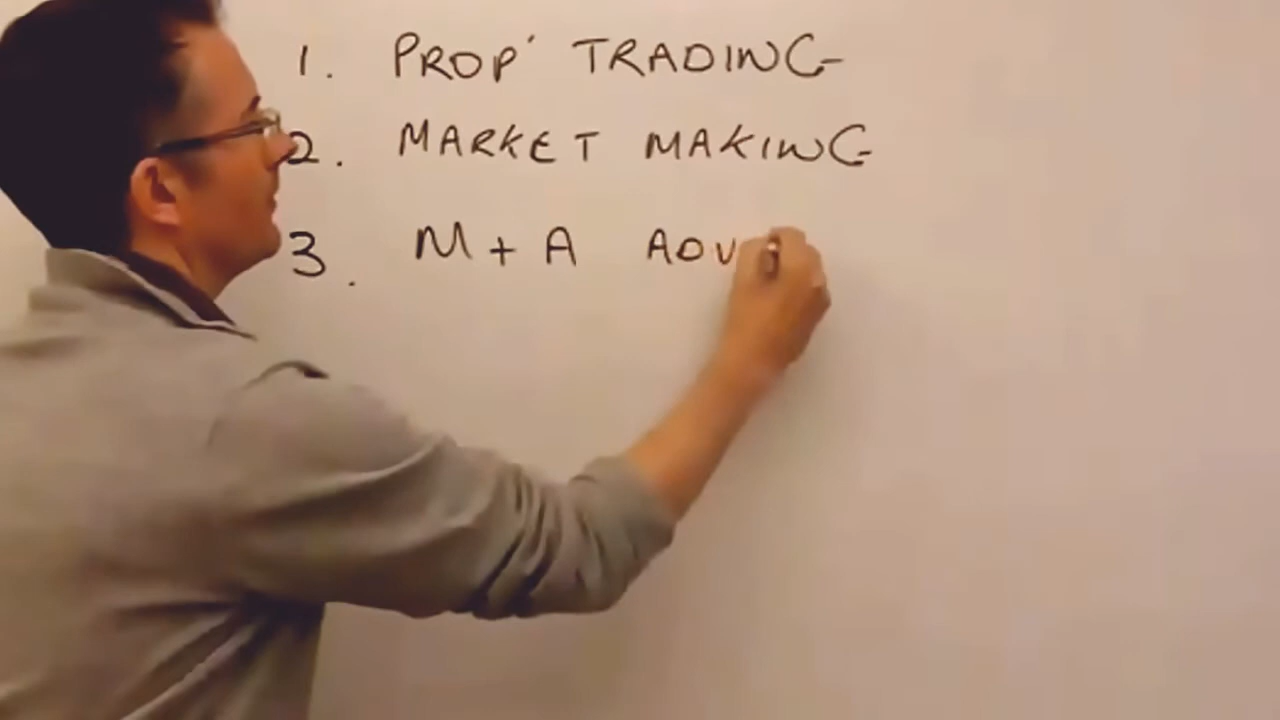 1. PROP' TRADING
2. MARKET MAKING
3. M + A ADV